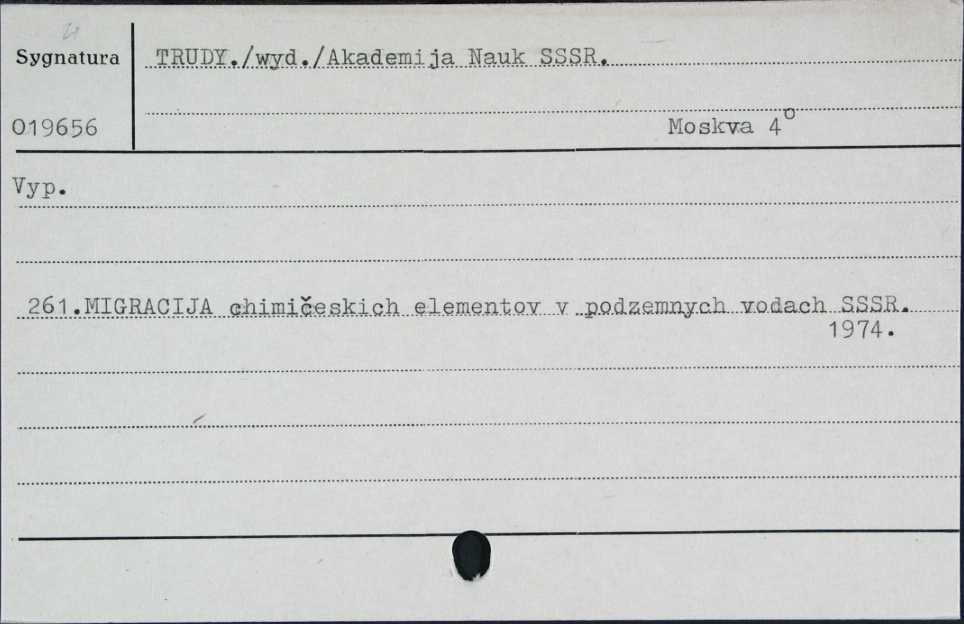 Sygnatura
TRUDY./wyd./Akademija Nauk SSSR.
019656
Moskva 4°
Vyp.
261.MIGRACIJA chimičeskich elementov v podzemnych vodach SSSR.
1974.